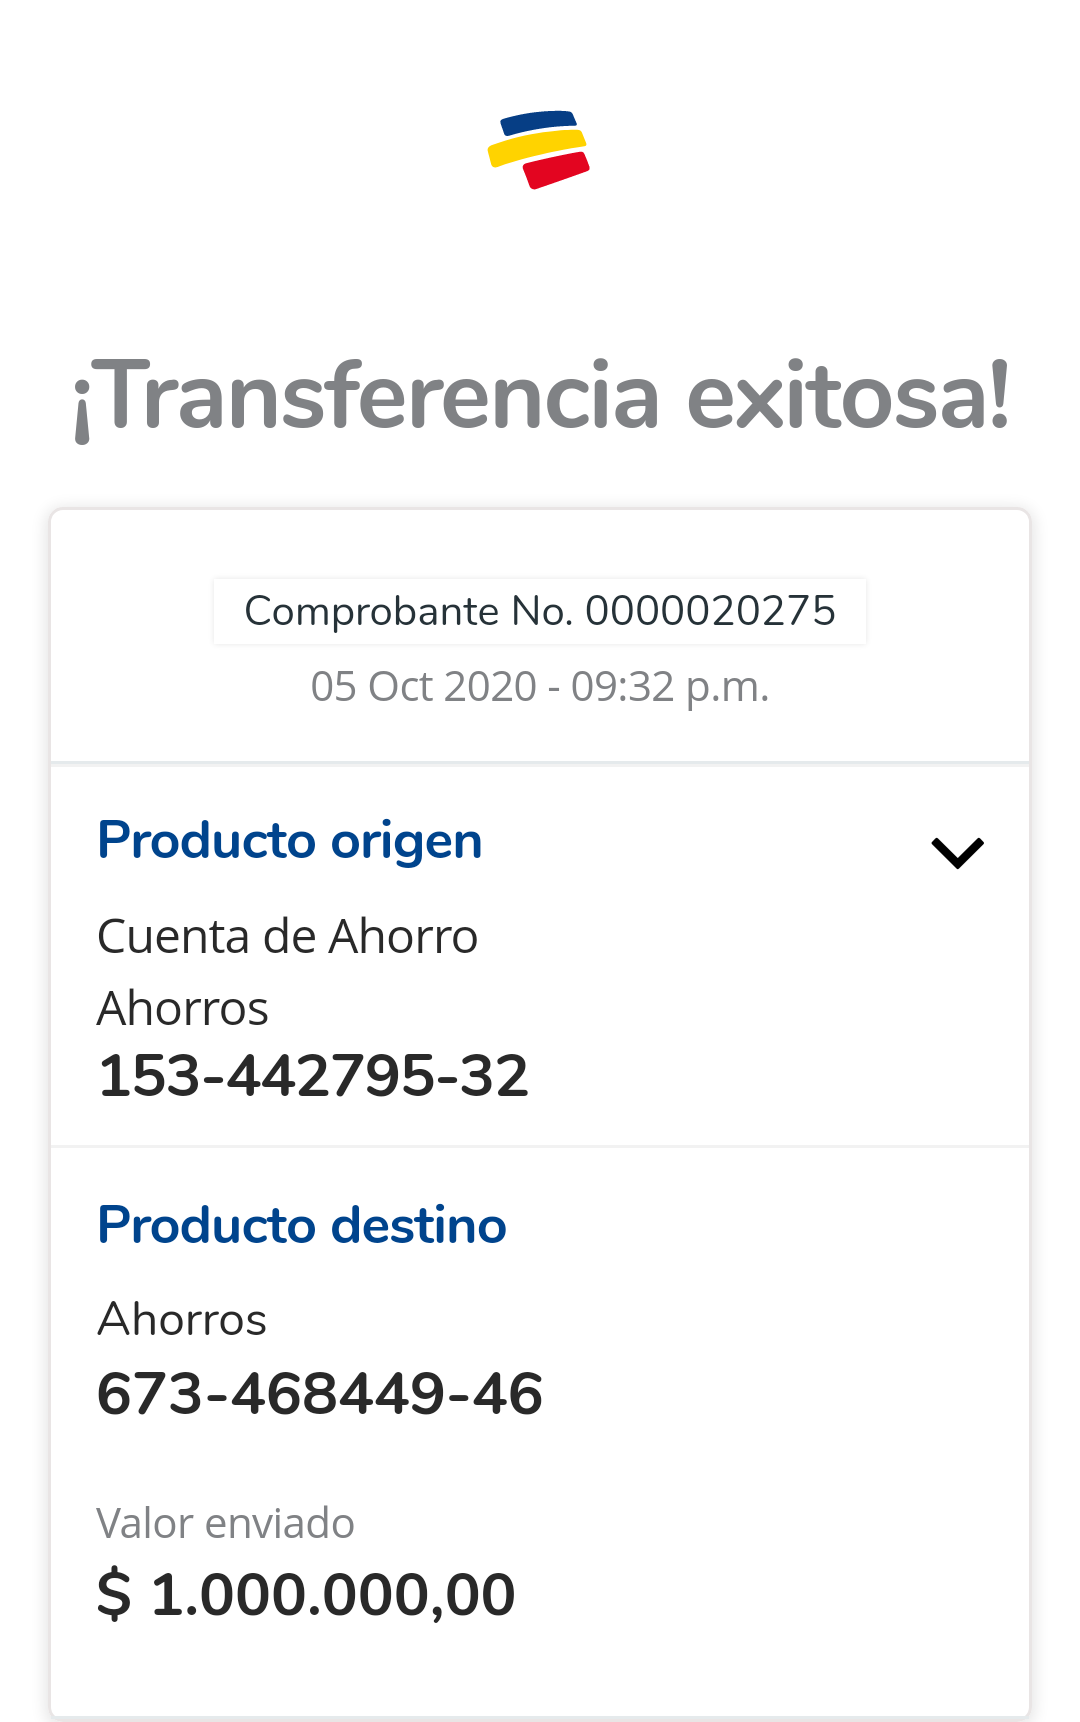 ¡Transferencia exitosa!
Comprobante No. 0000020275
05 Oct 2020 - 09:32 p.m.
Producto origen
Cuenta de Ahorro
Ahorros
153-442795-32
Producto destino
Ahorros
673-468449-46
Valor enviado
$ 1.000.000,00